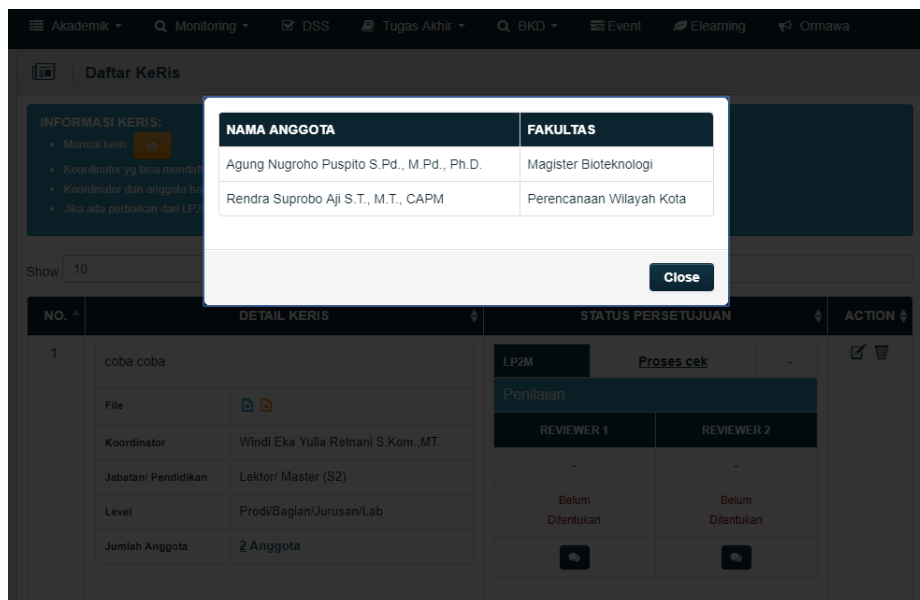 Akademik Monitoring DSS Tugas Akhir BKD Event Elearning Ormawa
Daftar KeRis
INFORMASI KERIS:
Manual keris:
Koordinator yg bisa mendaft
Koordinator dan anggota ha
Jika ada perbaikan dari LP2
NAMA ANGGOTA FAKULTAS
Agung Nugroho Puspito S.Pd., M.Pd., Ph.D. Magister Bioteknologi
Rendra Suprobo Aji S.T., M.T., CAPM Perencanaan Wilayah Kota
Close
Show 10
NO. DETAIL KERIS STATUS PERSETUJUAN ACTION
1. coba coba LP2M Proses cek -
Penilaian
File REVIEWER 1 REVIEWER 2
Koordinator Windi Eka Yulia Retnani S.Kom.,MT.
- -
Jabatan/ Pendidikan Lektor/ Master (S2)
Level Prodi/Bagian/Jurusan/Lab
Belum Belum
Ditentukan Ditentukan
Jumlah Anggota 2 Anggota